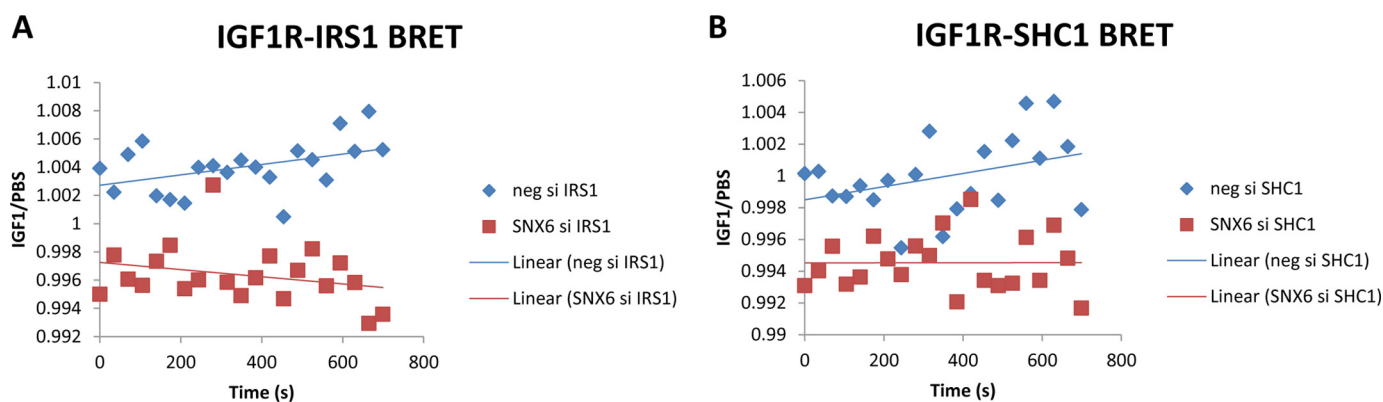 A
IGF1R-IRS1 BRET
IGF1/PBS
1.01
1.008
1.006
1.004
1.002
1
0.998
0.996
0.994
0.992
0 200 400 600 800
Time (s)
neg si IRS1
SNX6 si IRS1
Linear (neg si IRS1)
Linear (SNX6 si IRS1)
B
IGF1R-SHC1 BRET
IGF1/PBS
1.006
1.004
1.002
1
0.998
0.996
0.994
0.992
0.99
0 200 400 600 800
Time (s)
neg si SHC1
SNX6 si SHC1
Linear (neg si SHC1)
Linear (SNX6 si SHC1)